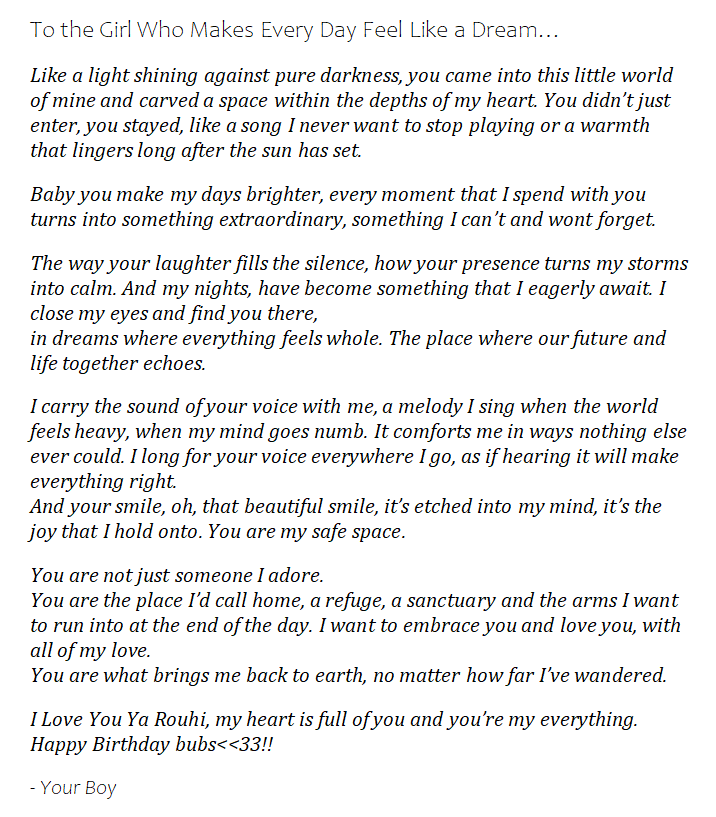 To the Girl Who Makes Every Day Feel Like a Dream…
Like a light shining against pure darkness, you came into this little world
of mine and carved a space within the depths of my heart. You didn’t just
enter, you stayed, like a song I never want to stop playing or a warmth
that lingers long after the sun has set.
Baby you make my days brighter, every moment that I spend with you
turns into something extraordinary, something I can’t and wont forget.
The way your laughter fills the silence, how your presence turns my storms
into calm. And my nights, have become something that I eagerly await. I
close my eyes and find you there,
in dreams where everything feels whole. The place where our future and
life together echoes.
I carry the sound of your voice with me, a melody I sing when the world
feels heavy, when my mind goes numb. It comforts me in ways nothing else
ever could. I long for your voice everywhere I go, as if hearing it will make
everything right.
And your smile, oh, that beautiful smile, it’s etched into my mind, it’s the
joy that I hold onto. You are my safe space.
You are not just someone I adore.
You are the place I’d call home, a refuge, a sanctuary and the arms I want
to run into at the end of the day. I want to embrace you and love you, with
all of my love.
You are what brings me back to earth, no matter how far I’ve wandered.
I Love You Ya Rouhi, my heart is full of you and you’re my everything.
Happy Birthday bubs<<33!!
- Your Boy